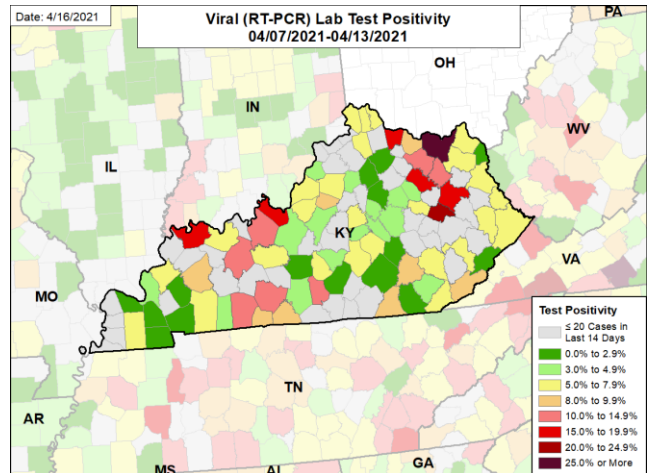 Date: 4/16/2021
Viral (RT-PCR) Lab Test Positivity
04/07/2021-04/13/2021
PA
OH
IN
WV
IL
KY
VA
MO
TN
AR
MS
AL
GA
Test Positivity
≤ 20 Cases in
Last 14 Days
0.0% to 2.9%
3.0% to 4.9%
5.0% to 7.9%
8.0% to 9.9%
10.0% to 14.9%
15.0% to 19.9%
20.0% to 24.9%
25.0% or More